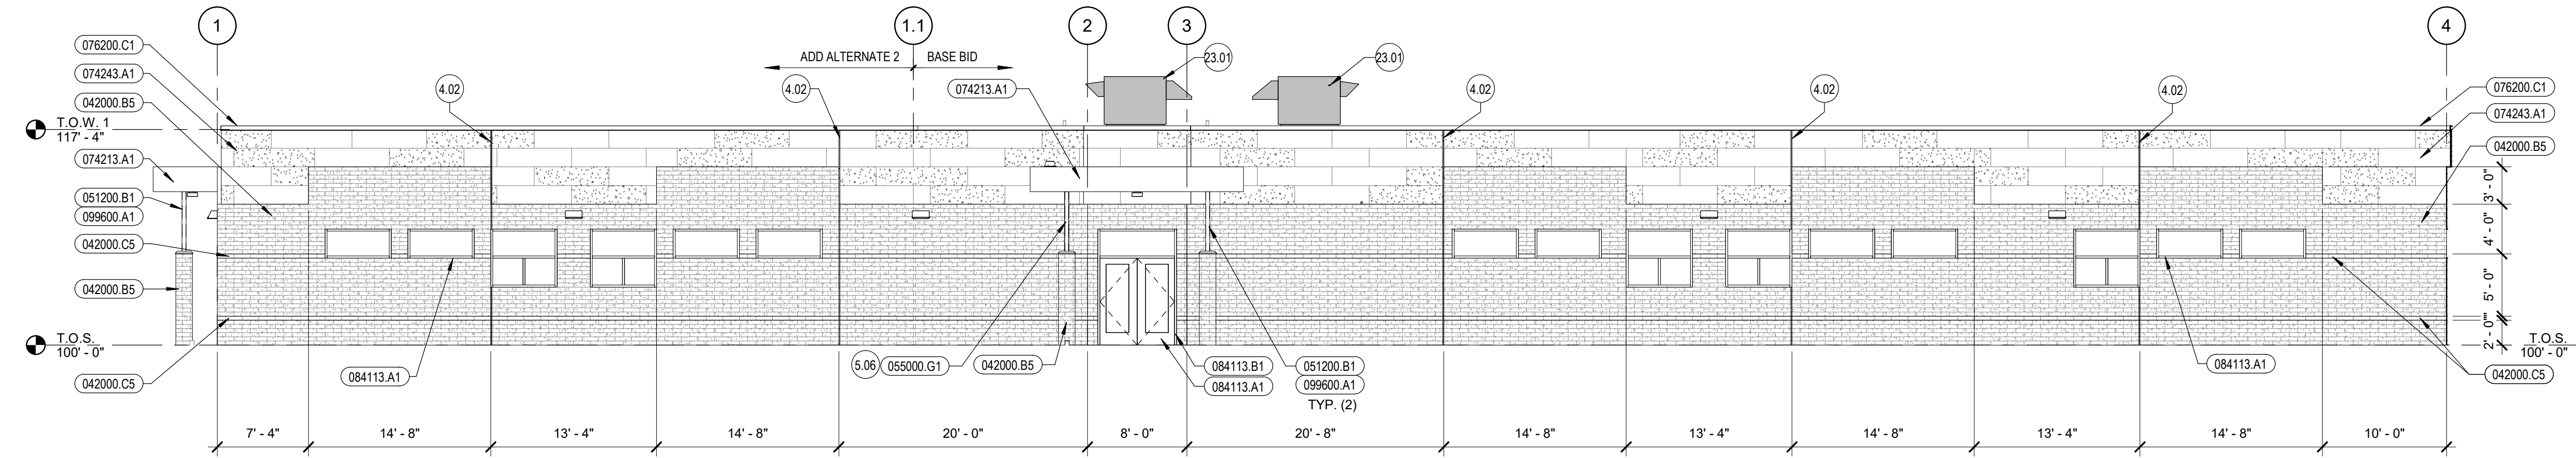 1
1.1
2
3
4
ADD ALTERNATE 2
BASE BID
076200.C1
074243.A1
042000.B5
T.O.W. 1
117' - 4"
074213.A1
051200.B1
099600.A1
042000.C5
042000.B5
T.O.S.
100' - 0"
042000.C5
4.02
4.02
074213.A1
23.01
23.01
4.02
4.02
4.02
076200.C1
074243.A1
042000.B5
3' - 0"
4' - 0"
5' - 0"
2' - 0"
T.O.S.
100' - 0"
084113.A1
5.06
055000.G1
042000.B5
084113.B1
084113.A1
051200.B1
099600.A1
TYP. (2)
084113.A1
042000.C5
7' - 4"
14' - 8"
13' - 4"
14' - 8"
20' - 0"
8' - 0"
20' - 8"
14' - 8"
13' - 4"
14' - 8"
13' - 4"
14' - 8"
10' - 0"